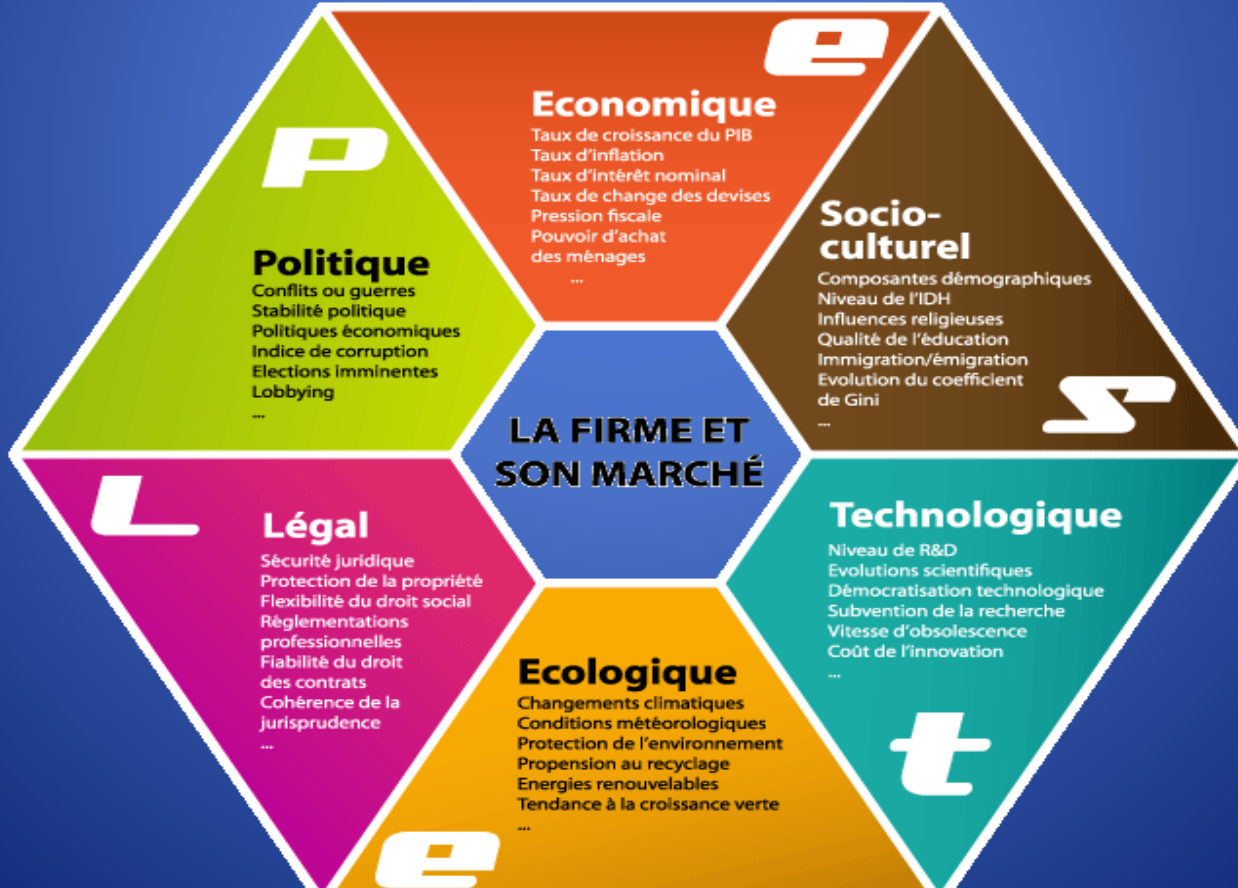 P
Politique
Conflits ou guerres
Stabilité politique
Politiques économiques
Indice de corruption
Elections imminentes
Lobbying
...
e
Economique
Taux de croissance du PIB
Taux d'inflation
Taux d'intérêt nominal
Taux de change des devises
Pression fiscale
Pouvoir d'achat
des ménages
...
Socio-
culturel
Composantes démographiques
Niveau de l'IDH
Influences religieuses
Qualité de l'éducation
Immigration/émigration
Evolution du coefficient
de Gini
...
s
LA FIRME ET
SON MARCHÉ
Technologique
Niveau de R&D
Evolutions scientifiques
Démocratisation technologique
Subvention de la recherche
Vitesse d'obsolescence
Coût de l'innovation
...
t
Ecologique
Changements climatiques
Conditions météorologiques
Protection de l'environnement
Propension au recyclage
Energies renouvelables
Tendance à la croissance verte
...
e
L
Légal
Sécurité juridique
Protection de la propriété
Flexibilité du droit social
Règlementations
professionnelles
Fiabilité du droit
des contrats
Cohérence de la
jurisprudence
...